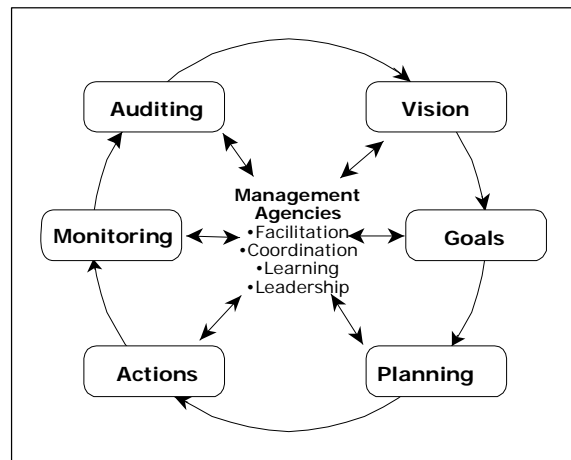 Auditing
Vision
Management
Agencies
•Facilitation
•Coordination
•Learning
•Leadership
Monitoring
Goals
Actions
Planning